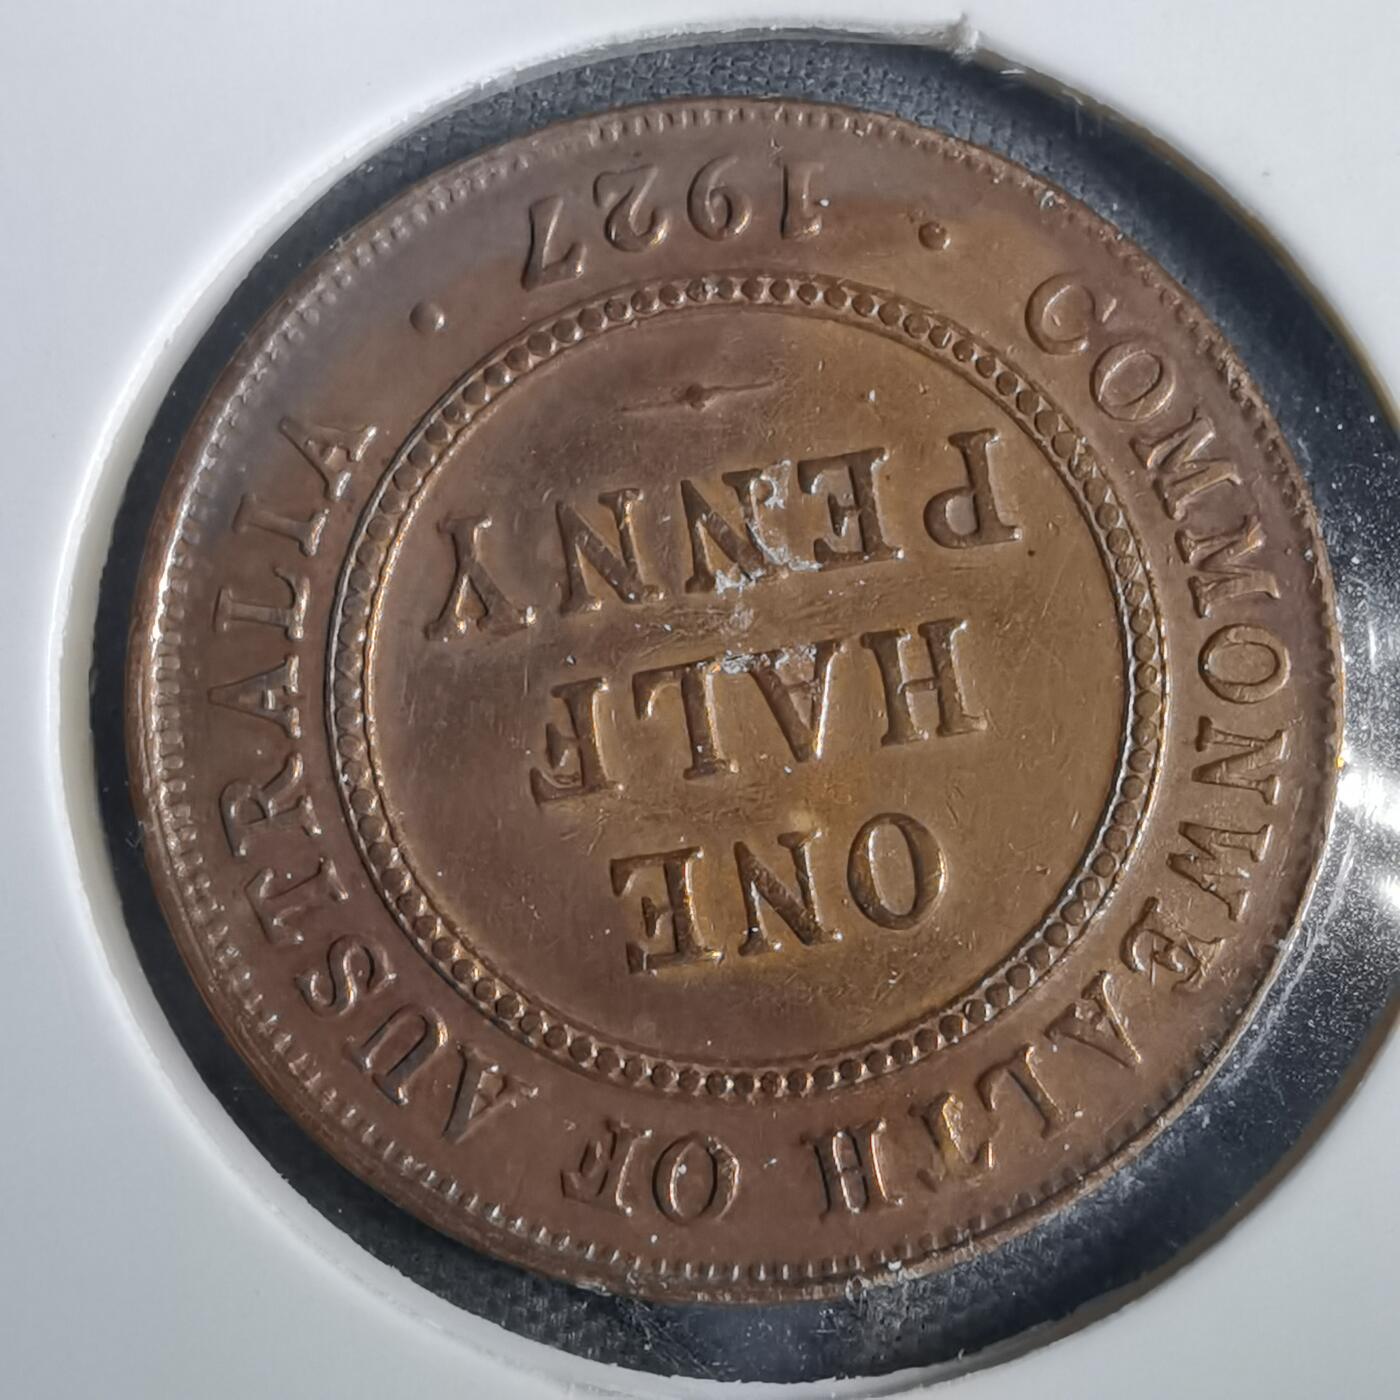 COMMONWEALTH OF AUSTRALIA
ONE
HALF
PENNY
1927